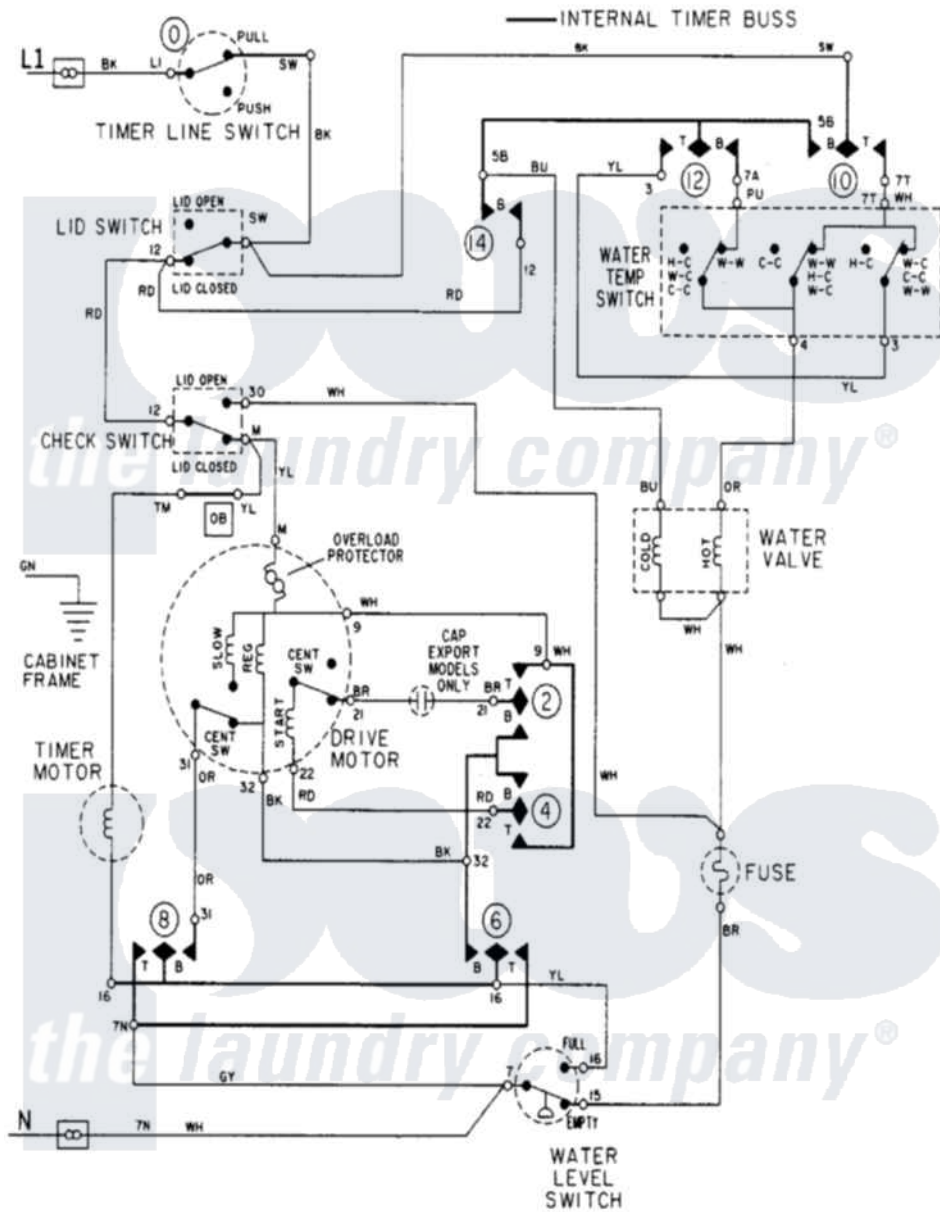 INTERNAL TIMER BUSS
0
PULL
L1
BK
L1
SW
BK
SW
PUSH
TIMER LINE SWITCH
BK
5B
T
B
B
T
5B
BU
YL
3
12
7A
PU
10
7T
7T
WH
LID OPEN
LID SWITCH
SW
B
14
12
12
RD
LID CLOSED
RD
RD
WATER
TEMP
SWITCH
H-C
W-C
C-C
W-W
C-C
W-W
H-C
W-C
H-C
W-C
C-C
W-W
4
3
YL
LID OPEN
30
WH
12
CHECK SWITCH
M
LID CLOSED
YL
TM
YL
OB
M
OVERLOAD
PROTECTOR
BU
OR
COLD
HOT
WATER
VALVE
WH
WH
GN
CABINET
FRAME
WH
9
SLOW
REG
CENT
SW
START
CAP
EXPORT
MODELS
ONLY
9
WH
T
BR
21
BR
21
2
B
CENT
SW
DRIVE
MOTOR
TIMER
MOTOR
31
OR
32
BK
22
RD
RD
22
B
4
T
WH
BK
32
FUSE
BR
OR
31
8
T
B
6
B
T
16
16
YL
7N
GY
7
FULL
16
15
EMPTY
N
7N
WH
WATER
LEVEL
SWITCH
the laundry company®
the laundry company®